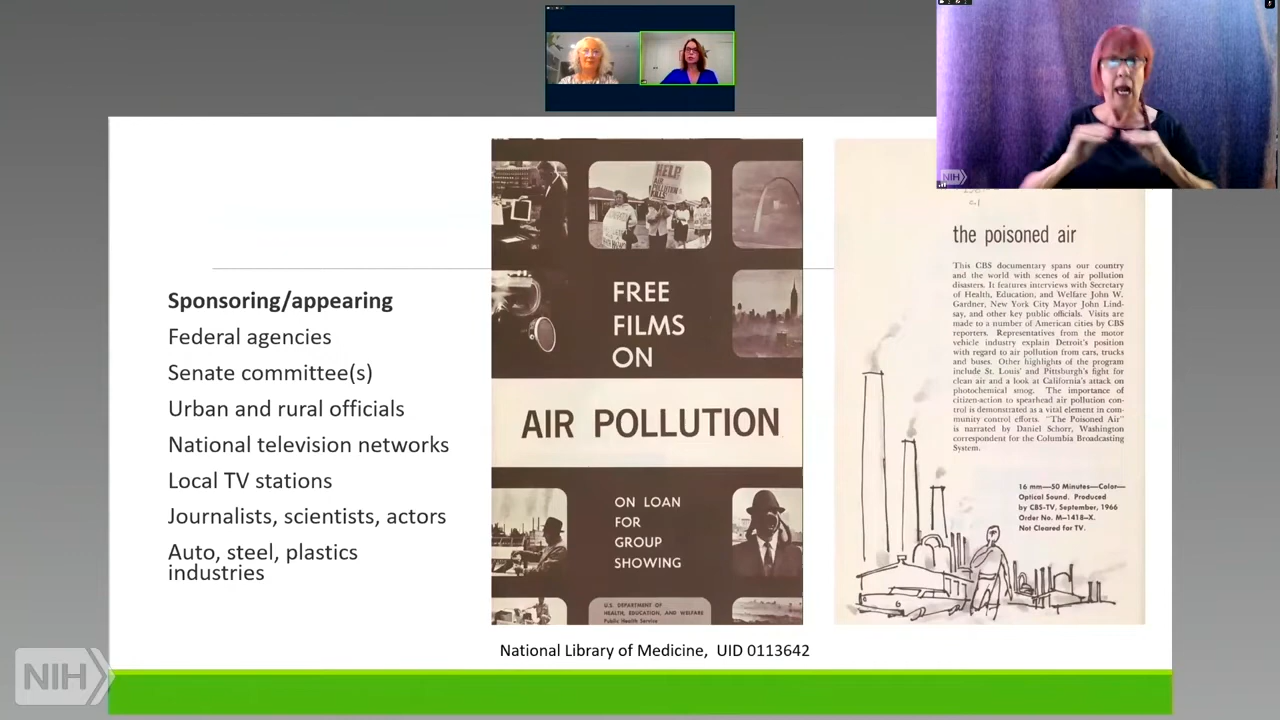 Sponsoring/appearing
Federal agencies
Senate committee(s)
Urban and rural officials
National television networks
Local TV stations
Journalists, scientists, actors
Auto, steel, plastics
industries
HELP
AIR
POLLUTION
KILLS
FREE
FILMS
ON
AIR POLLUTION
ON LOAN
FOR
GROUP
SHOWING
U.S. DEPARTMENT OF
HEALTH, EDUCATION, AND WELFARE
Public Health Service
the poisoned air
This CBS documentary spans our country
and the world with scenes of air pollution
disasters. It features interviews with Secretary
of Health, Education, and Welfare John W.
Gardner, New York City Mayor John Lind-
say, and other key public officials. Visits are
made to a number of American cities by CBS
reporters. Representatives from the motor
vehicle industry explain Detroit's position
with regard to air pollution from cars, trucks
and buses. Other highlights of the program
include St. Louis' and Pittsburgh's fight for
clean air and a look at California's attack on
photochemical smog. The importance of
citizen-action to spearhead air pollution con-
trol is demonstrated as a vital element in com-
munity control efforts. "The Poisoned Air"
is narrated by Daniel Schorr, Washington
correspondent for the Columbia Broadcasting
System.
16 mm—50 Minutes—Color—
Optical Sound. Produced
by CBS-TV, September, 1966
Order No. M-1418-X.
Not Cleared for TV.
National Library of Medicine, UID 0113642
NIH
NIH